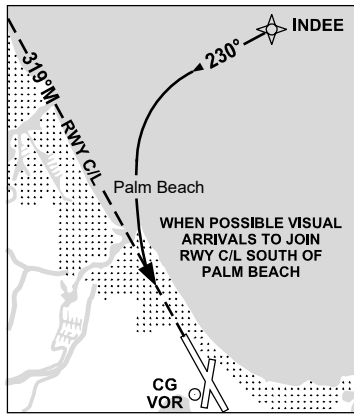 INDEE
230°
319°M – RWY C/L
Palm Beach
WHEN POSSIBLE VISUAL
ARRIVALS TO JOIN
RWY C/L SOUTH OF
PALM BEACH
CG
VOR